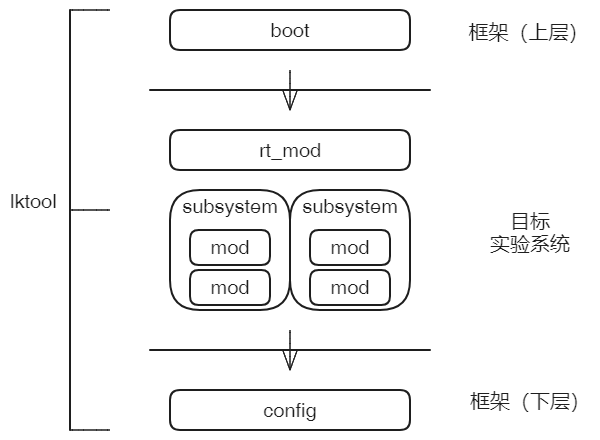 boot
框架（上层）
rt_mod
lktool
subsystem
subsystem
mod
mod
mod
mod
目标
实验系统
config
框架（下层）